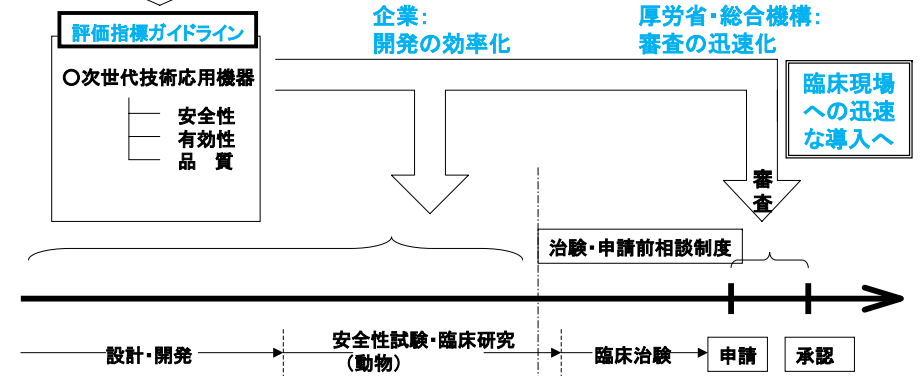 評価指標ガイドライン
○次世代技術応用機器
安全性
有効性
品　質
企業：
開発の効率化
厚労省・総合機構：
審査の迅速化
臨床現場
への迅速
な導入へ
審
査
治験・申請前相談制度
設計・開発
安全性試験・臨床研究
（動物）
臨床治験
申請
承認